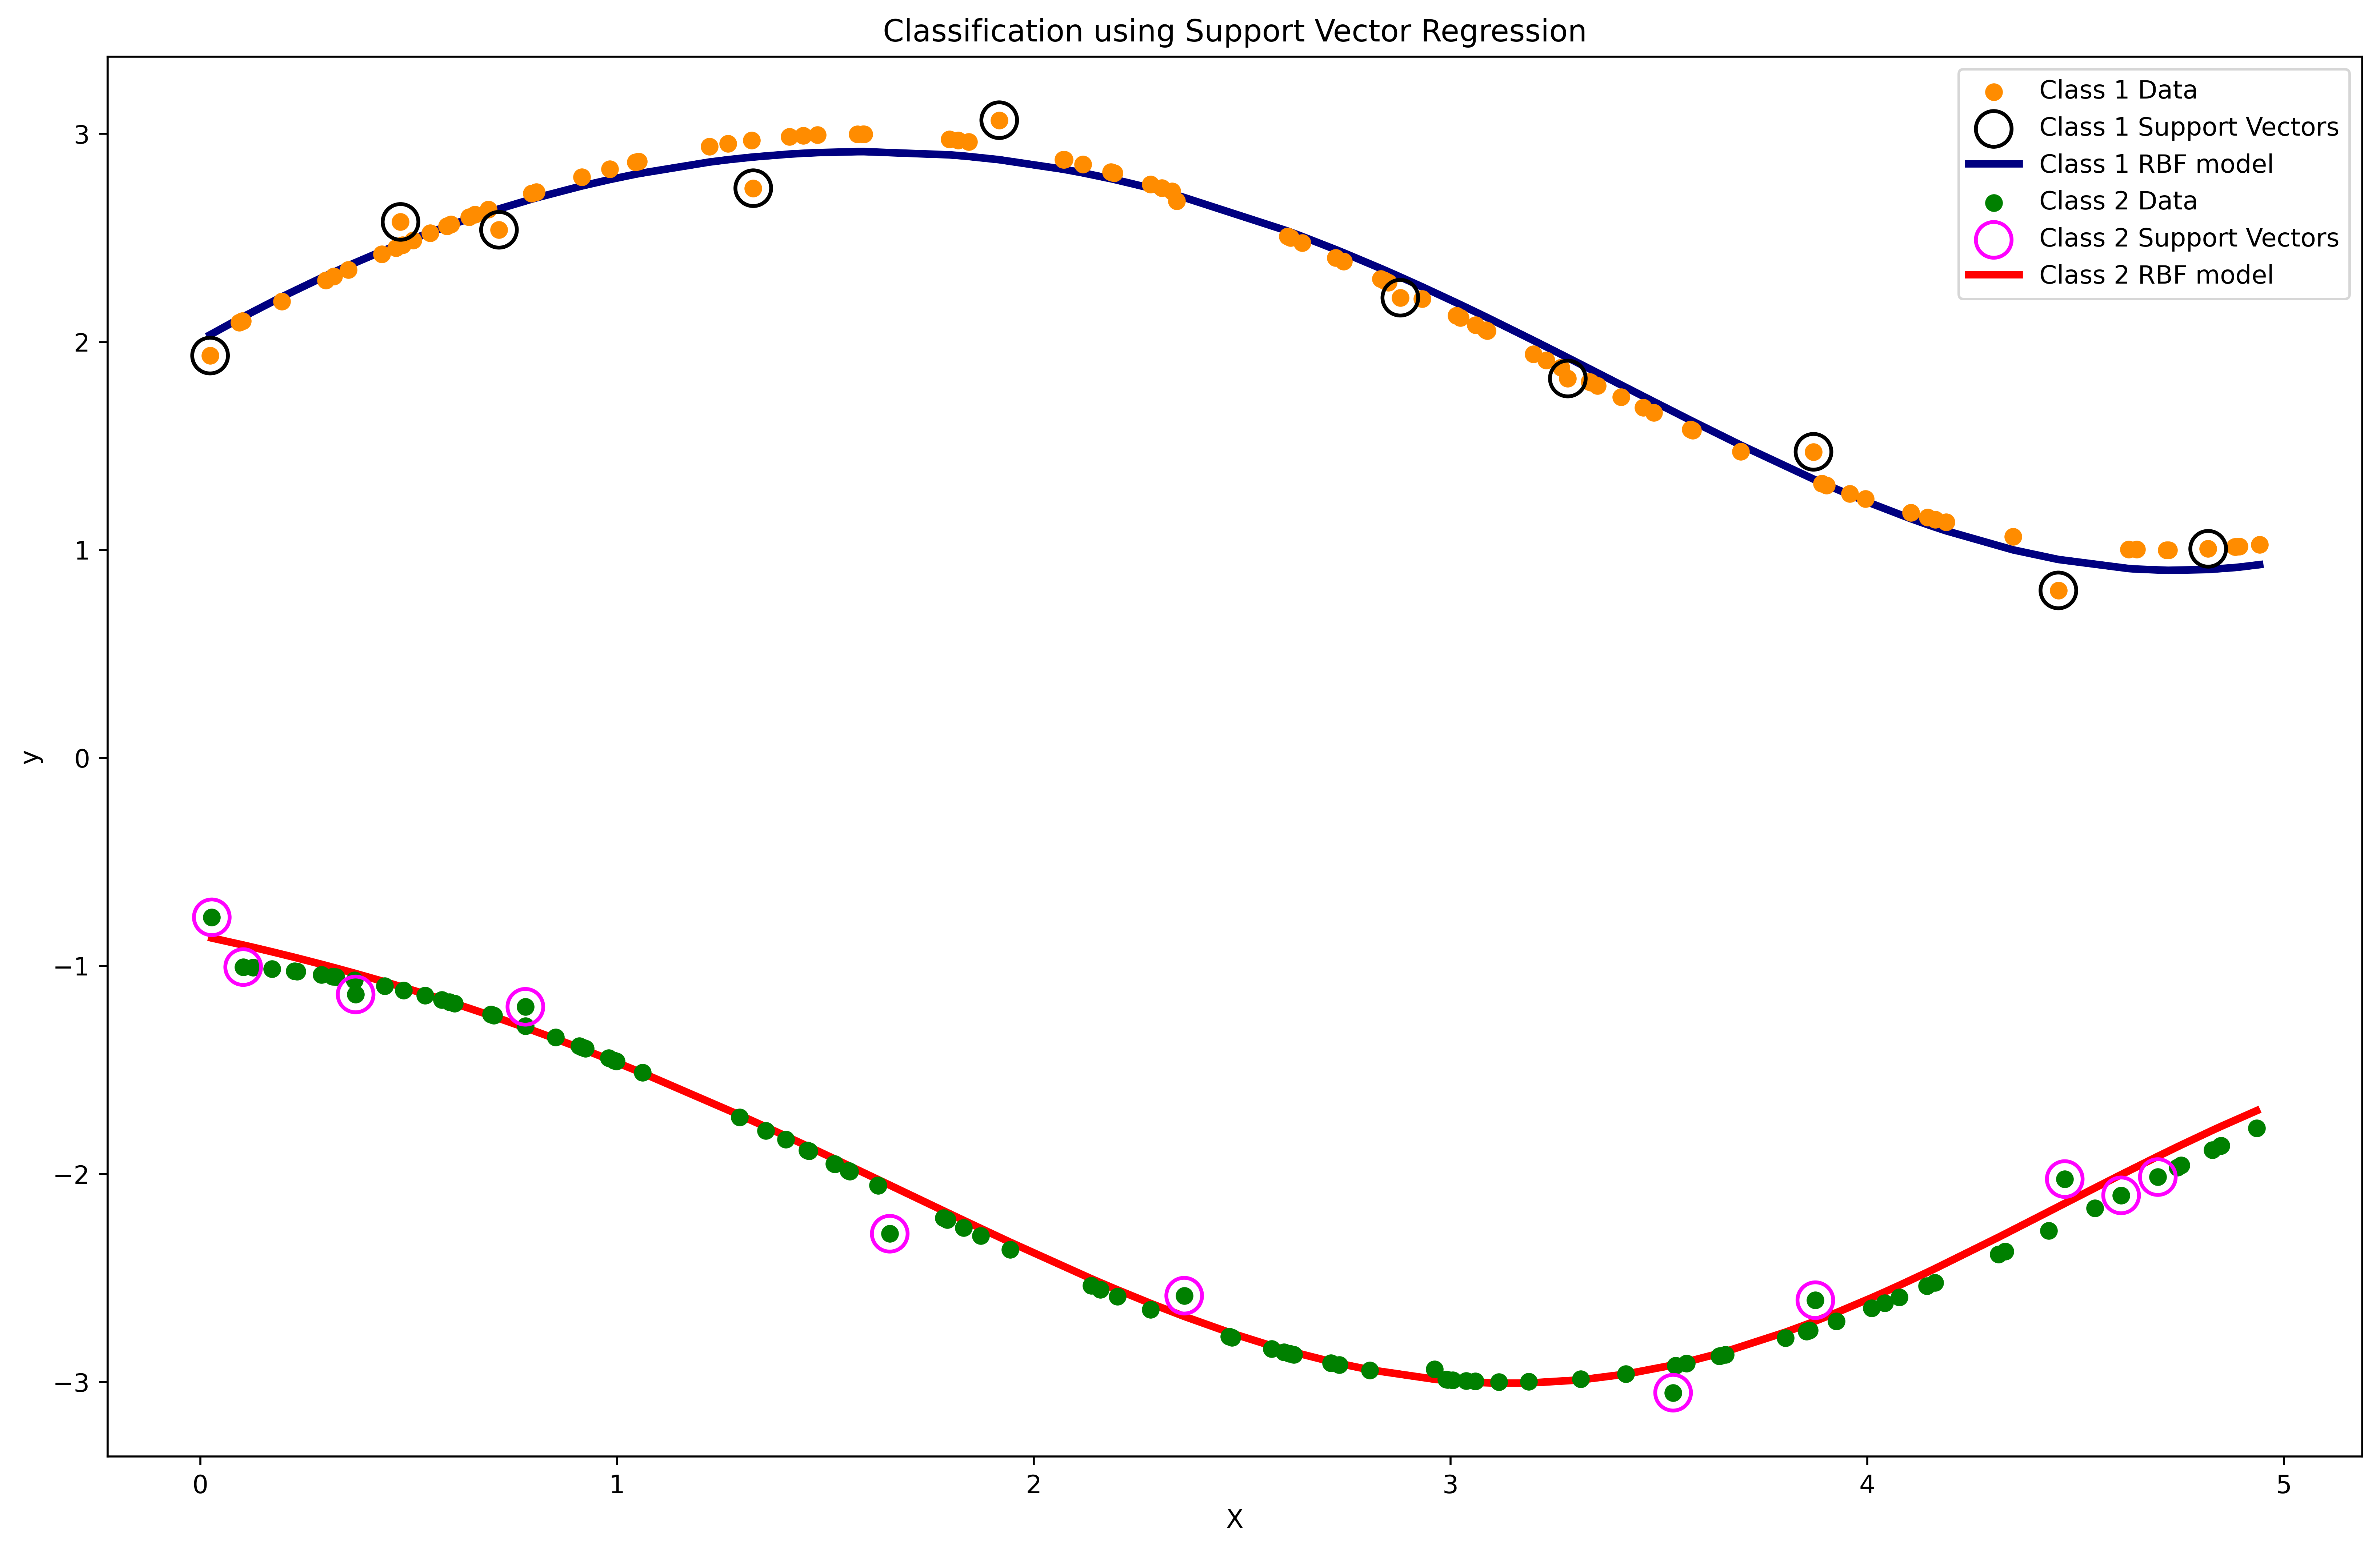 Classification using Support Vector Regression
Class 1 Data
Class 1 Support Vectors
Class 1 RBF model
Class 2 Data
Class 2 Support Vectors
Class 2 RBF model
3
2
1
0
−1
−2
−3
y
0 1 2 3 4 5
X